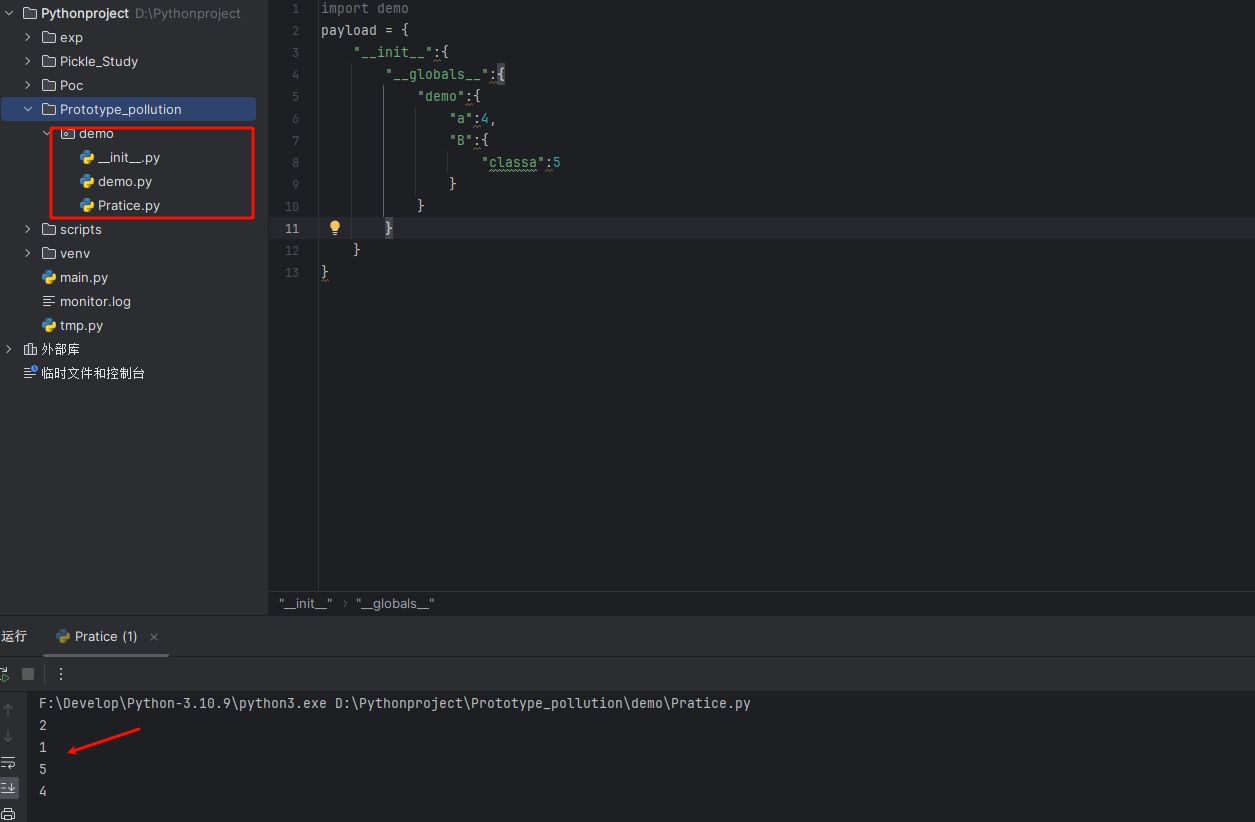 Pythonproject D:\Pythonproject
exp
Pickle_Study
Poc
Prototype_pollution
demo
__init__.py
demo.py
Pratice.py
scripts
venv
main.py
monitor.log
tmp.py
外部库
临时文件和控制台
1 import demo
2 payload = {
3 "__init__":{
4 "__globals__":{
5 "demo":{
6 "a":4,
7 "B":{
8 "classa":5
9 }
10 }
11 }
12 }
13 }
"__init__" › "__globals__"
运行 Pratice (1) ×
F:\Develop\Python-3.10.9\python3.exe D:\Pythonproject\Prototype_pollution\demo\Pratice.py
2
1
5
4